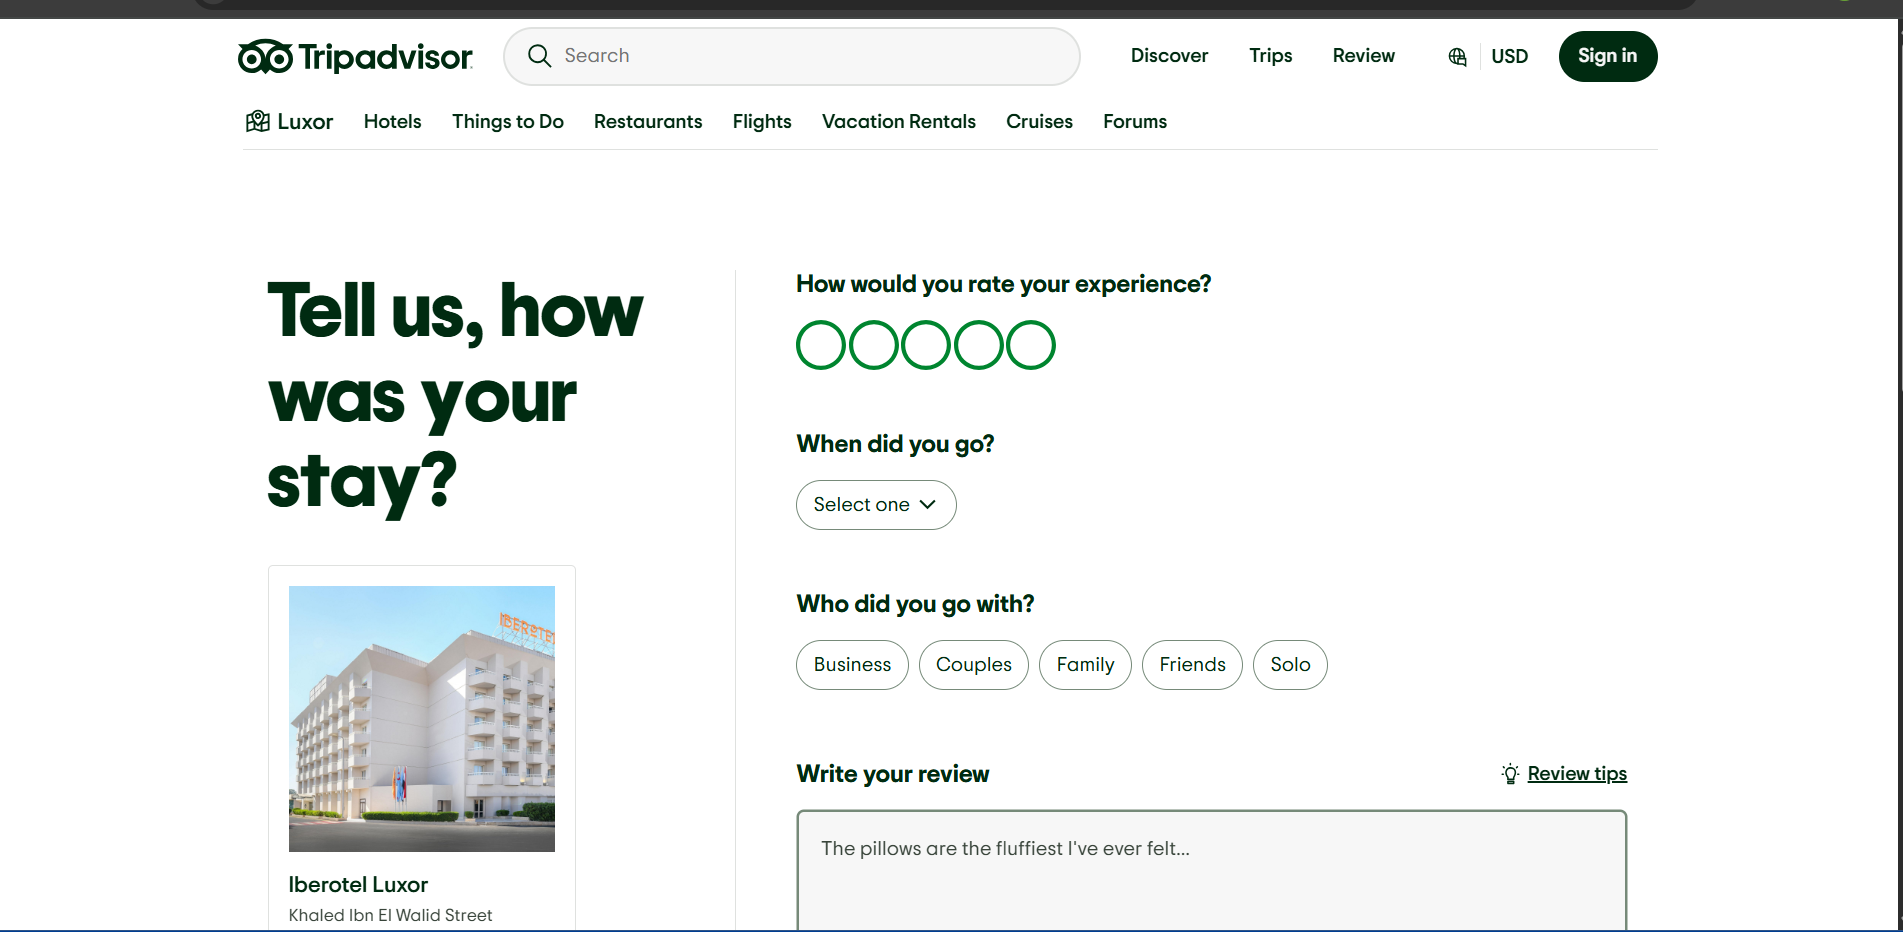 Tripadvisor
Search
Discover
Trips
Review
USD
Sign in
Luxor
Hotels
Things to Do
Restaurants
Flights
Vacation Rentals
Cruises
Forums
Tell us, how
was your
stay?
IBEROTEL
Iberotel Luxor
Khaled Ibn El Walid Street
How would you rate your experience?
When did you go?
Select one
Who did you go with?
Business
Couples
Family
Friends
Solo
Write your review
Review tips
The pillows are the fluffiest I've ever felt...